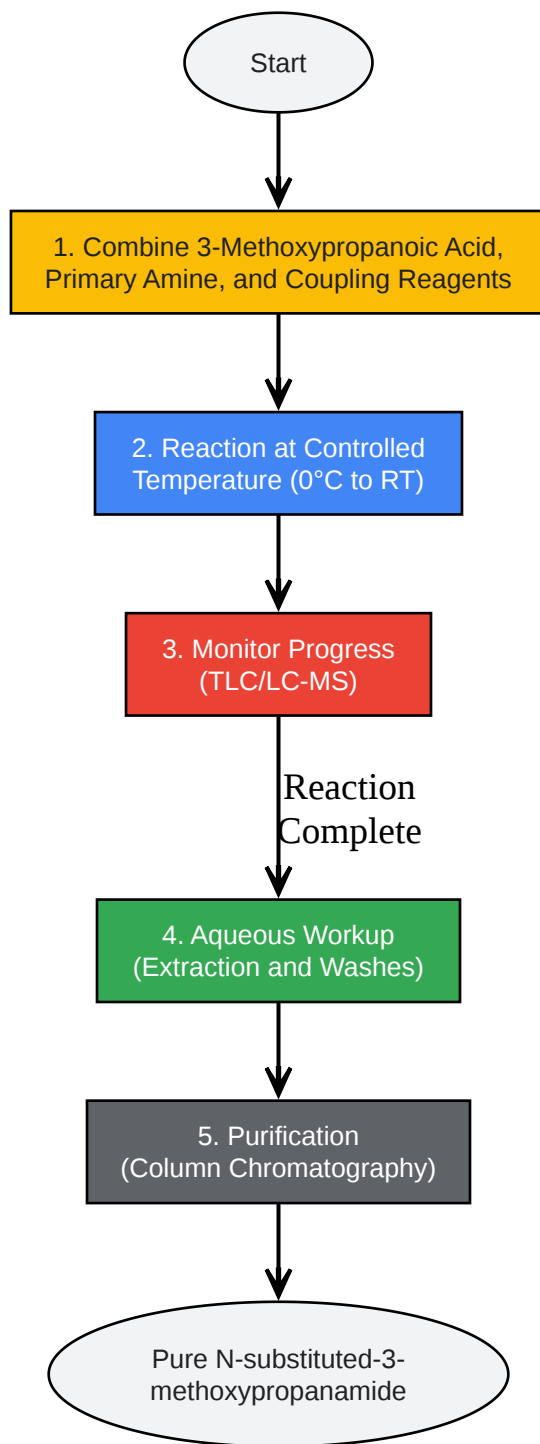 Start
1. Combine 3-Methoxypropanoic Acid,
Primary Amine, and Coupling Reagents
2. Reaction at Controlled
Temperature (0°C to RT)
3. Monitor Progress
(TLC/LC-MS)
Reaction
Complete
4. Aqueous Workup
(Extraction and Washes)
5. Purification
(Column Chromatography)
Pure N-substituted-3-
methoxypropanamide